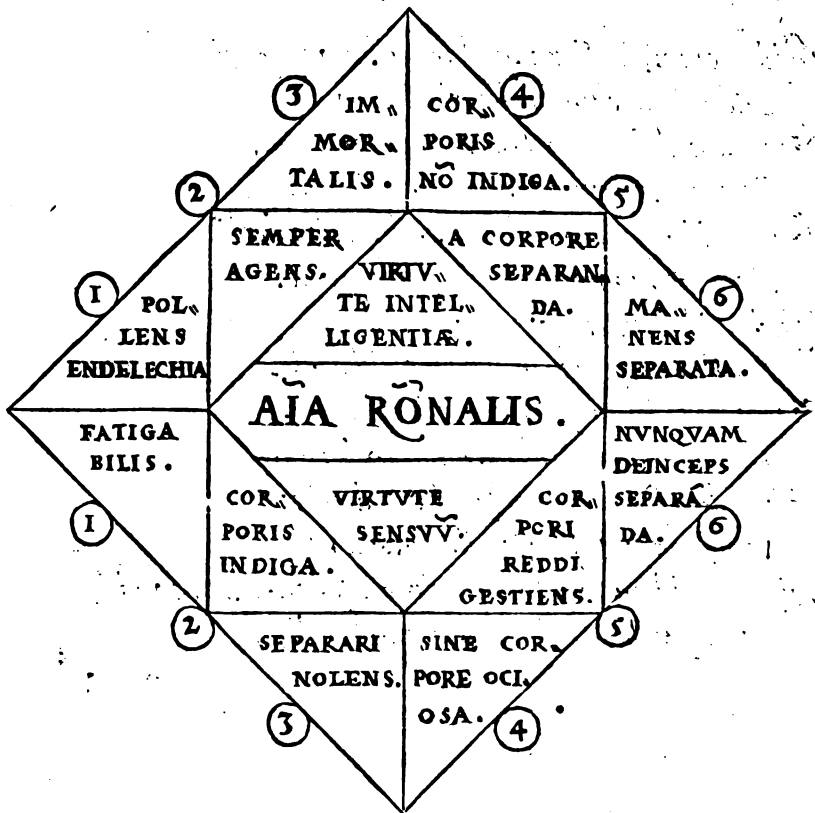 3
IM⸗
MOR⸗
TALIS.
4
COR⸗
PORIS
NŌ INDIGA.
2
SEMPER
AGENS.
5
A CORPORE
SEPARAN⸗
DA.
1
POL⸗
LENS
ENDELECHIA
VIRTV⸗
TE INTEL⸗
LIGENTIÆ.
6
MA⸗
NENS
SEPARATA.
AĨA RÕNALIS.
1
FATIGA
BILIS.
2
COR⸗
PORIS
INDIGA.
VIRTVTE
SENSVṼ.
5
COR⸗
PORI
REDDI
GESTIENS.
6
NVNQVAM
DEINCEPS
SEPARĀ
DA.
3
SEPARARI
NOLENS.
4
SINE COR⸗
PORE OCI⸗
OSA.